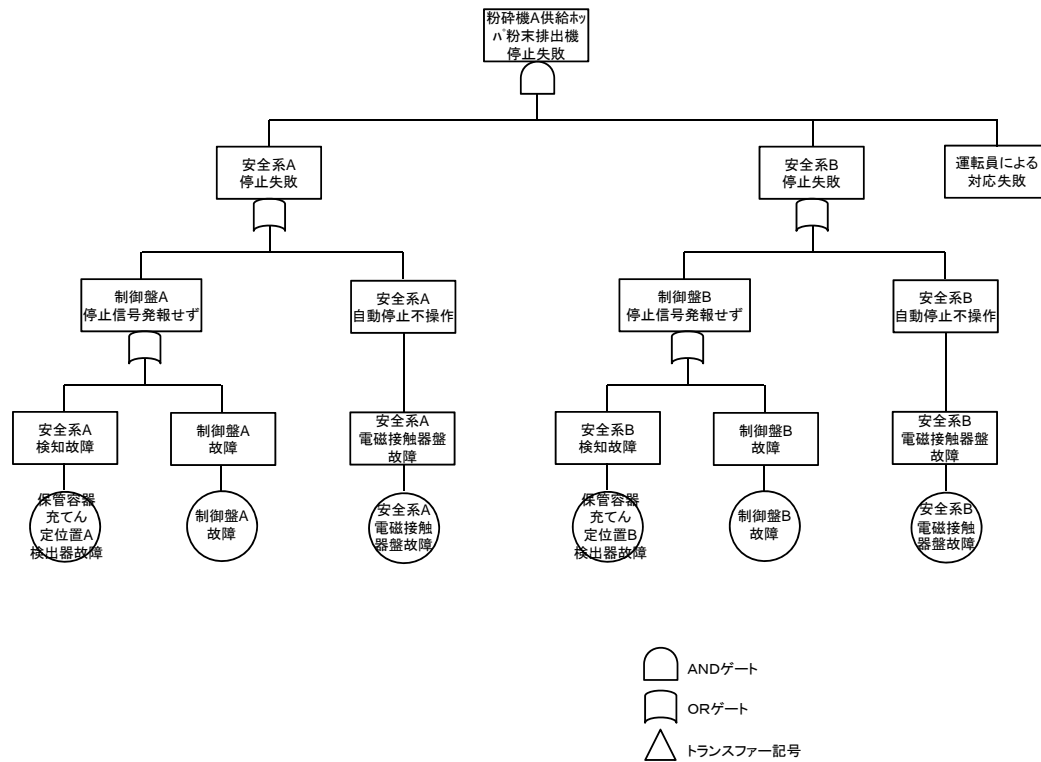 粉砕機A供給ホッ
パ粉末排出機
停止失敗
安全系A
停止失敗
安全系B
停止失敗
運転員による
対応失敗
制御盤A
停止信号発報せず
安全系A
自動停止不操作
制御盤B
停止信号発報せず
安全系B
自動停止不操作
安全系A
検知故障
制御盤A
故障
安全系A
電磁接触器盤
故障
安全系B
検知故障
制御盤B
故障
安全系B
電磁接触器盤
故障
保管容器
充てん
定位置A
検出器故障
制御盤A
故障
安全系A
電磁接触
器盤故障
保管容器
充てん
定位置B
検出器故障
制御盤B
故障
安全系B
電磁接触
器盤故障
ANDゲート
ORゲート
トランスファー記号